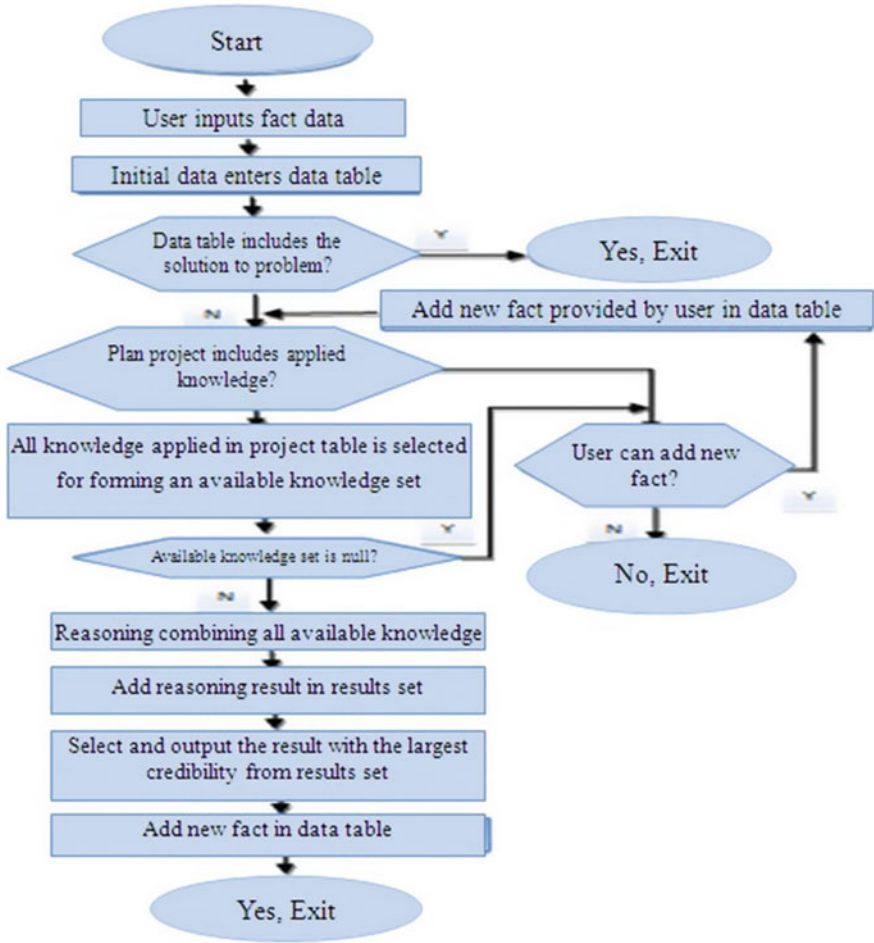 Start
User inputs fact data
Initial data enters data table
Data table includes the
solution to problem?
Y
Yes, Exit
N
Add new fact provided by user in data table
Plan project includes applied
knowledge?
All knowledge applied in project table is selected
for forming an available knowledge set
User can add new
fact?
Y
Y
N
Available knowledge set is null?
No, Exit
N
Reasoning combining all available knowledge
Add reasoning result in results set
Select and output the result with the largest
credibility from results set
Add new fact in data table
Yes, Exit